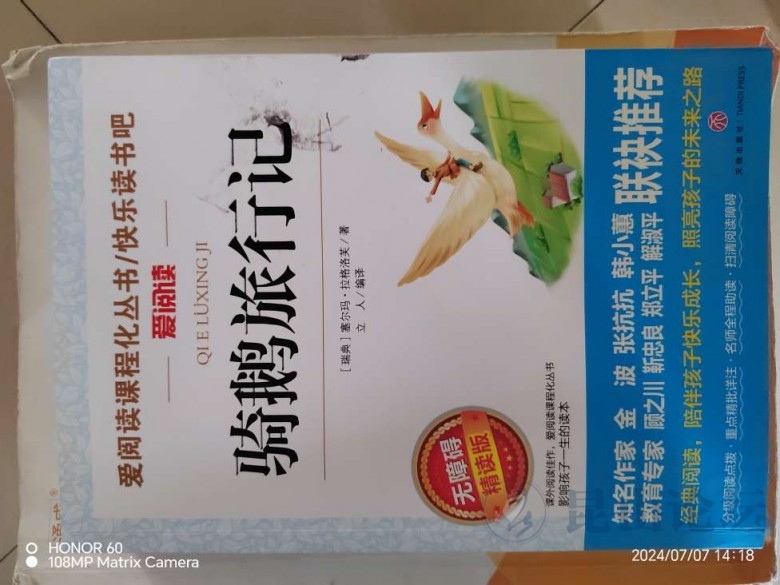 爱阅读课程化丛书/快乐读书吧
爱阅读
QI E LÜXING JI
骑鹅旅行记
[瑞典] 塞尔玛·拉格洛芙／著
立 人／编译
无障碍
精读版
课外阅读佳作，爱阅读课程化丛书
影响孩子一生的读本
知名作家 金 波 张抗抗 韩小蕙
教育专家 顾之川 靳忠良 郑立平 解淑平
联袂推荐
经典阅读，陪伴孩子快乐成长，照亮孩子的未来之路
分级阅读点拨·重点精批详注·名师全程助读·扫清阅读障碍
天地出版社 | TIANDI PRESS
HONOR 60
108MP Matrix Camera
2024/07/07 14:18